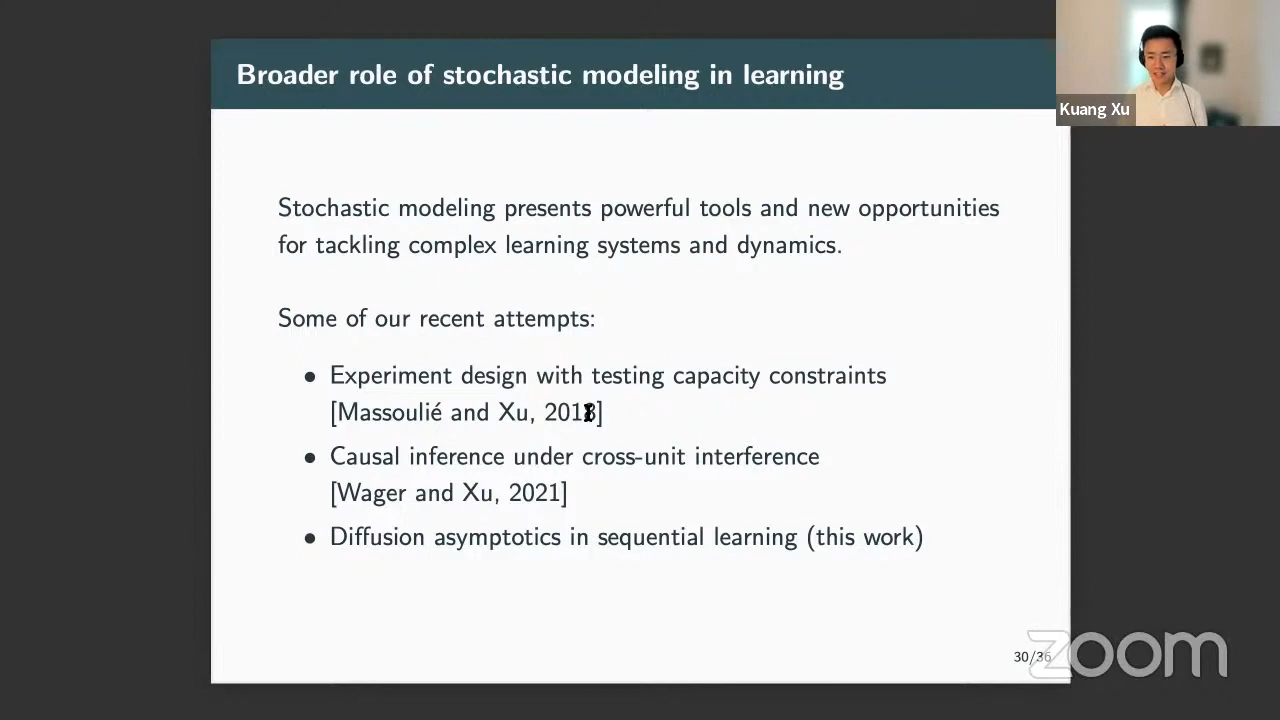 Broader role of stochastic modeling in learning
Kuang Xu
Stochastic modeling presents powerful tools and new opportunities
for tackling complex learning systems and dynamics.
Some of our recent attempts:
• Experiment design with testing capacity constraints
[Massoulié and Xu, 2018]
• Causal inference under cross-unit interference
[Wager and Xu, 2021]
• Diffusion asymptotics in sequential learning (this work)
30/36
zoom